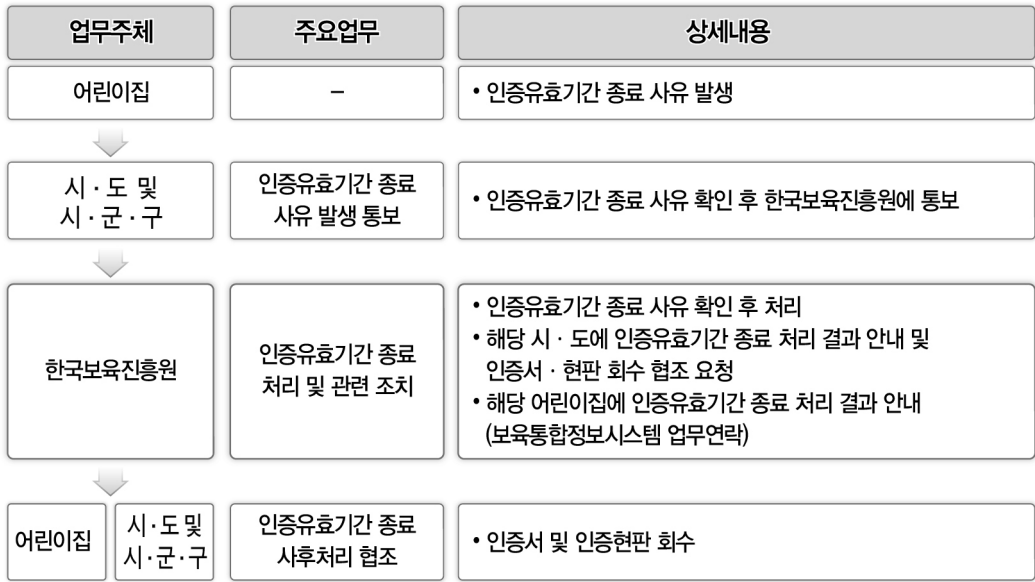 업무주체 주요업무 상세내용
어린이집 – • 인증유효기간 종료 사유 발생
시 · 도 및
시 · 군 · 구
인증유효기간 종료
사유 발생 통보
• 인증유효기간 종료 사유 확인 후 한국보육진흥원에 통보
한국보육진흥원
인증유효기간 종료
처리 및 관련 조치
• 인증유효기간 종료 사유 확인 후 처리
• 해당 시 · 도에 인증유효기간 종료 처리 결과 안내 및
인증서 · 현판 회수 협조 요청
• 해당 어린이집에 인증유효기간 종료 처리 결과 안내
(보육통합정보시스템 업무연락)
어린이집
시·도 및
시·군·구
인증유효기간 종료
사후처리 협조
• 인증서 및 인증현판 회수